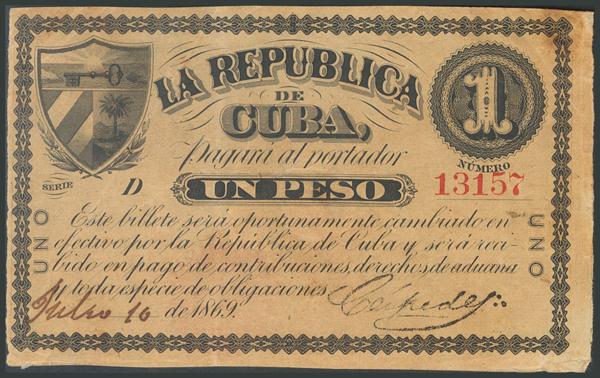 LA REPUBLICA
DE
CUBA,
1
Pagará al portador
NÚMERO
SERIE D
UN PESO
13157
UNO
UNO
Este billete será oportunamente cambiado en
efectivo por la República de Cuba y será reci-
bido en pago de contribuciones, derechos de aduana
y toda especie de obligaciones
Julio 10 de 1869.
Céspedes